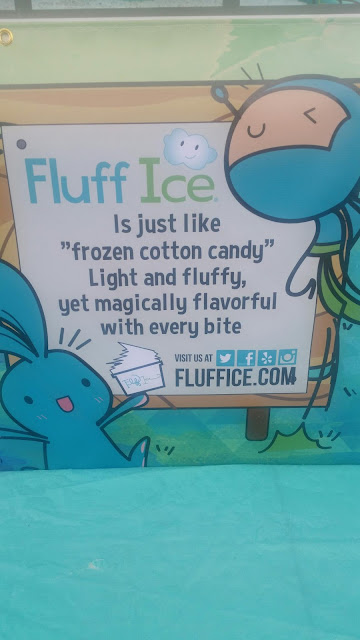 Fluff Ice
Is just like
"frozen cotton candy"
Light and fluffy,
yet magically flavorful
with every bite
VISIT US AT
FLUFFICE.COM